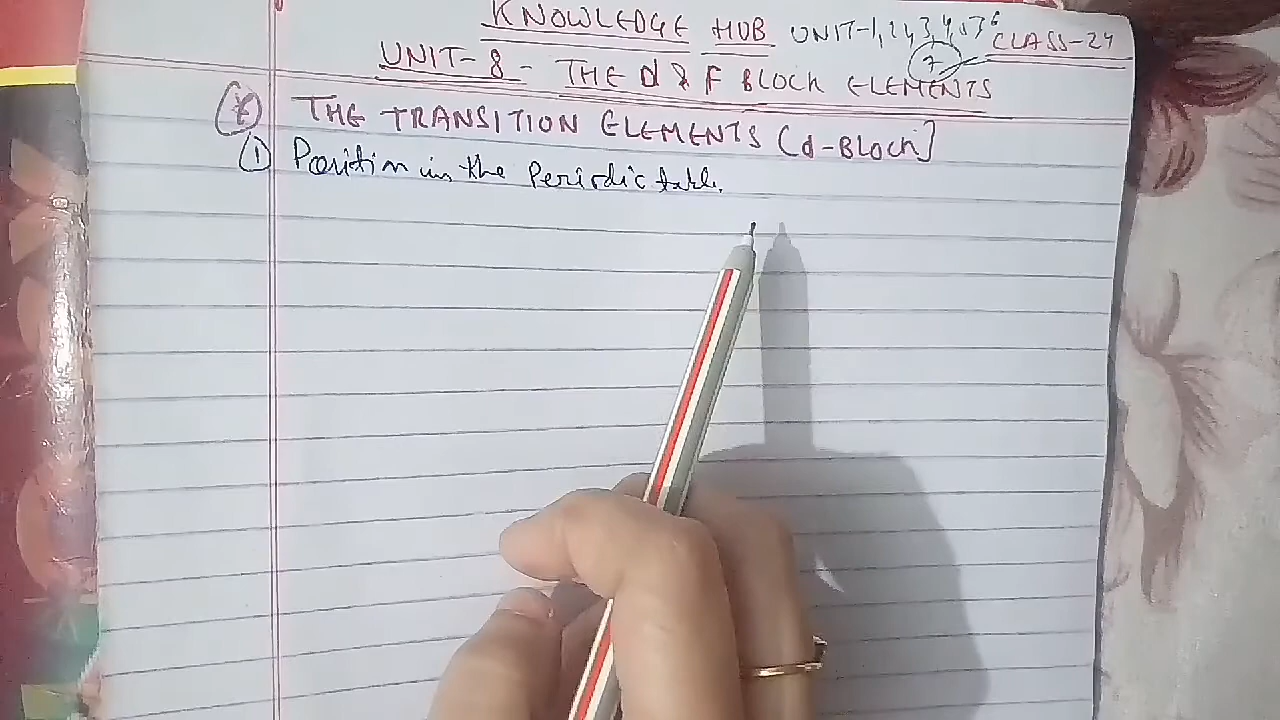 KNOWLEDGE HUB UNIT-1,2,3,4,5,6 CLASS-24
7
UNIT-8 - THE d & F BLOCK ELEMENTS
THE TRANSITION ELEMENTS (d-BLOCK]
① Position in the Periodic table.